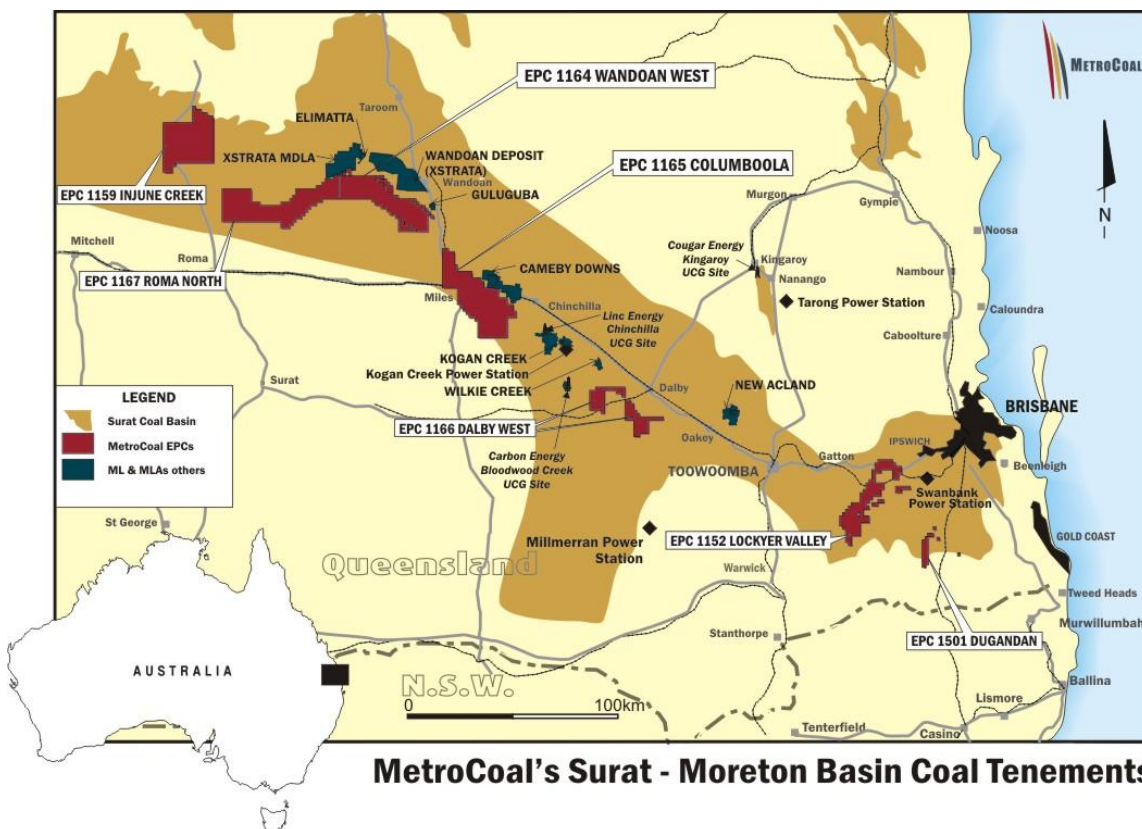 METROCOAL
EPC 1164 WANDOAN WEST
Taroom
ELIMATTA
XSTRATA MDLA
WANDOAN DEPOSIT
(XSTRATA)
Wandoan
GULUGUBA
EPC 1165 COLUMBOOLA
EPC 1159 INJUNE CREEK
Murgon
Gympie
N
Noosa
Mitchell
Roma
EPC 1167 ROMA NORTH
Cougar Energy
Kingaroy
UCG Site
Kingaroy
Nanango
Nambour
CAMEBY DOWNS
Miles
Chinchilla
Tarong Power Station
Caloundra
Linc Energy
Chinchilla
UCG Site
Caboolture
KOGAN CREEK
Kogan Creek Power Station
WILKIE CREEK
Surat
Dalby
NEW ACLAND
BRISBANE
LEGEND
Surat Coal Basin
MetroCoal EPCs
ML & MLAs others
EPC 1166 DALBY WEST
Oakey
IPSWICH
Gatton
Beenleigh
Carbon Energy
Bloodwood Creek
UCG Site
TOOWOOMBA
Swanbank
Power Station
St George
Millmerran Power
Station
EPC 1152 LOCKYER VALLEY
GOLD COAST
Queensland
Warwick
Tweed Heads
Murwillumbah
Stanthorpe
EPC 1501 DUGANDAN
AUSTRALIA
N.S.W.
0 100km
Ballina
Lismore
Tenterfield
Casino
MetroCoal's Surat - Moreton Basin Coal Tenements